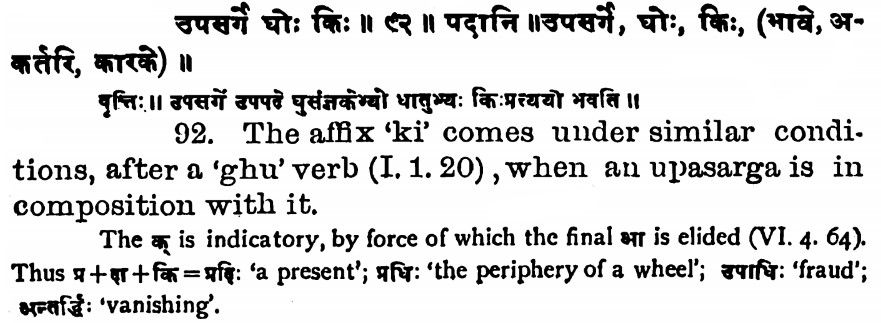 उपसर्गे घोः किः ॥ ९२ ॥ पदानि ॥उपसर्गे, घोः, किः, (भावे, अ-
कर्तरि, कारके) ॥
वृत्तिः ॥ उपसर्गे उपपदे घुसंज्ञकेभ्यो धातुभ्यः किःप्रत्ययो भवति ॥
92. The affix ‘ki’ comes under similar condi-
tions, after a ‘ghu’ verb (I. 1. 20) , when an upasarga is in
composition with it.
The क् is indicatory, by force of which the final आ is elided (VI. 4. 64).
Thus प्र+दा+कि=प्रदिः ‘a present’; प्रधिः ‘the periphery of a wheel’; उपाधिः ‘fraud’;
अन्तर्द्धिः ‘vanishing’.